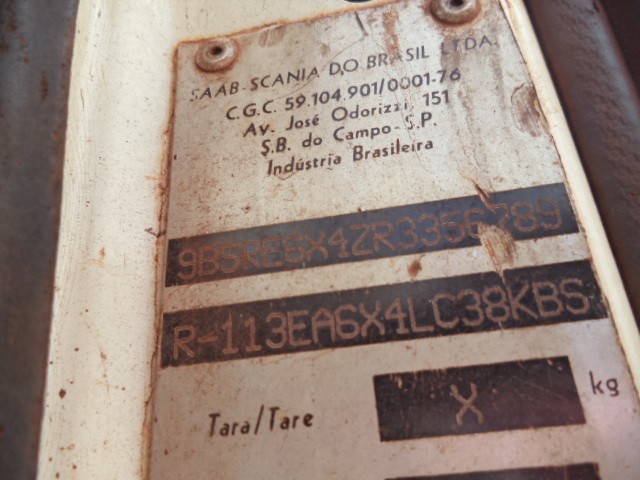 SAAB-SCANIA DO BRASIL LTDA.
C.G.C. 59.104.901/0001-76
Av. José Odorizzi, 151
S.B. do Campo-S.P.
Indústria Brasileira
9BSRE6X4ZR3356789
R-113EA6X4LC38KBS
Tara/Tare X kg